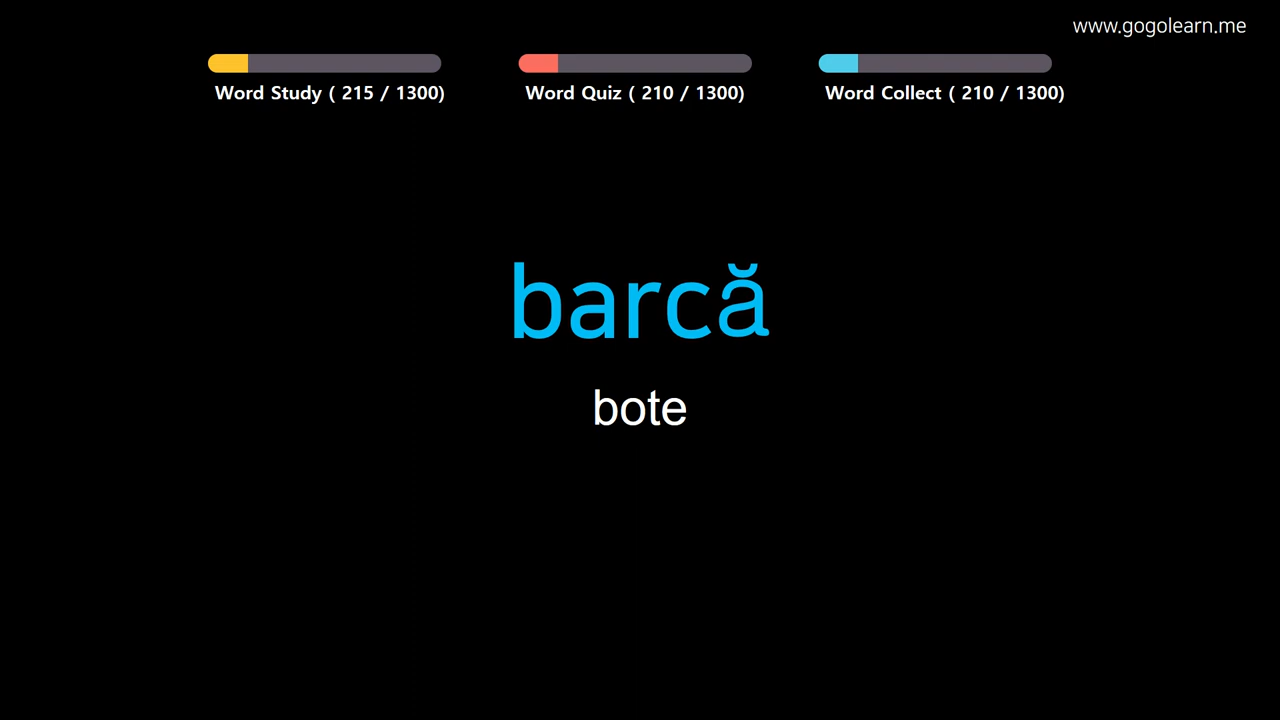 www.gogolearn.me
Word Study ( 215 / 1300)
Word Quiz ( 210 / 1300)
Word Collect ( 210 / 1300)
barcă
bote